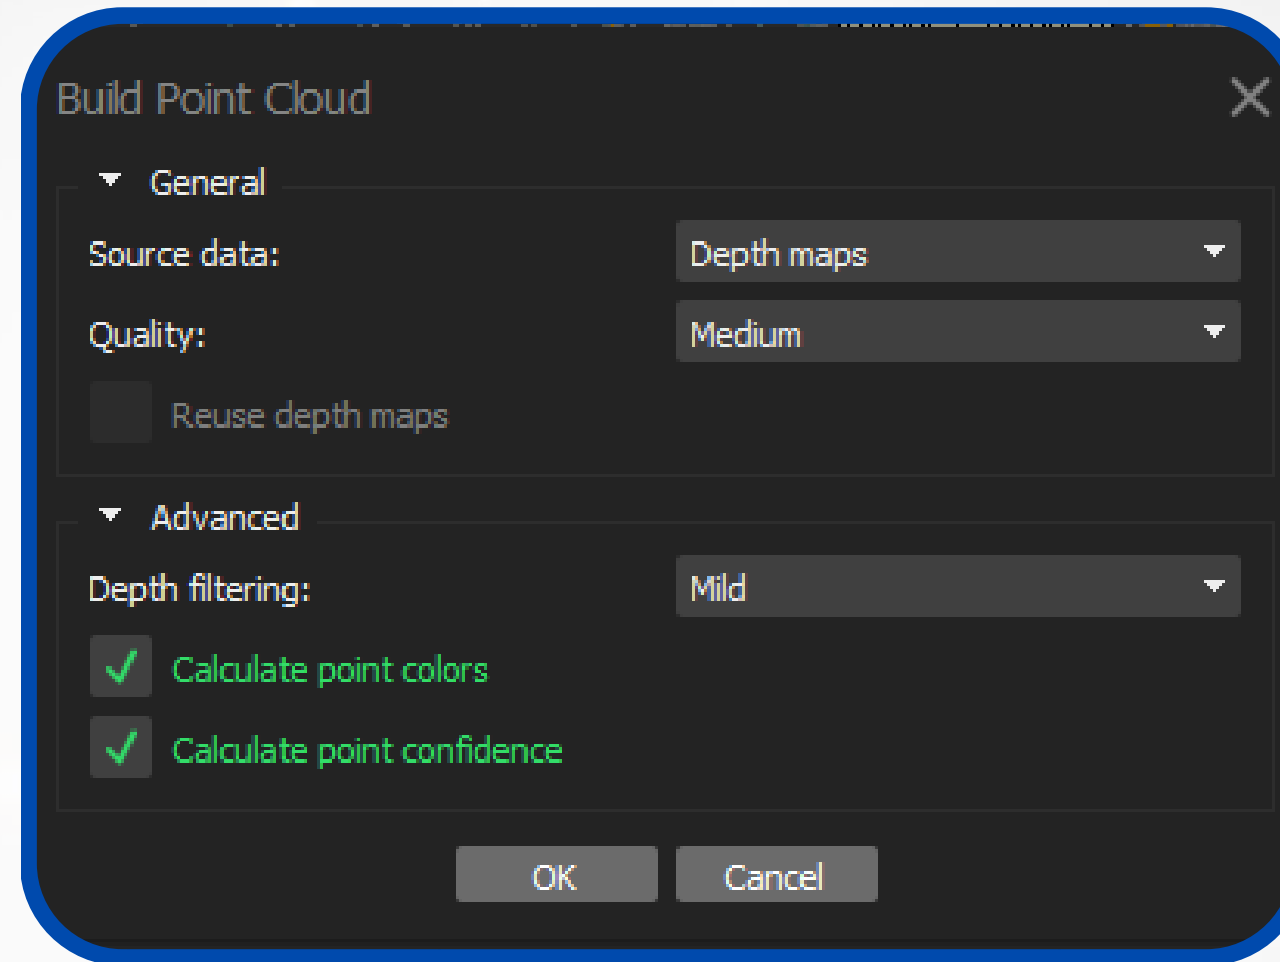 Build Point Cloud
General
Source data: Depth maps
Quality: Medium
Reuse depth maps
Advanced
Depth filtering: Mild
Calculate point colors
Calculate point confidence
OK Cancel